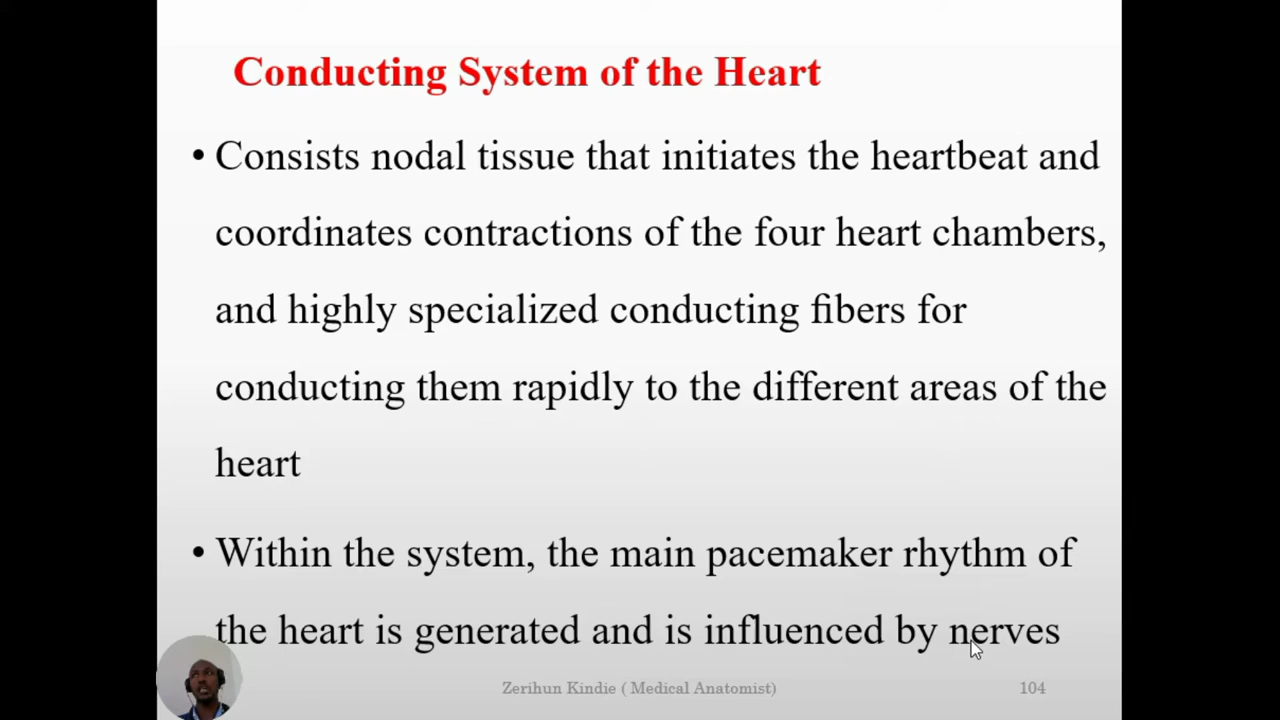 Conducting System of the Heart
• Consists nodal tissue that initiates the heartbeat and
coordinates contractions of the four heart chambers,
and highly specialized conducting fibers for
conducting them rapidly to the different areas of the
heart
• Within the system, the main pacemaker rhythm of
the heart is generated and is influenced by nerves
Zerihun Kindie ( Medical Anatomist)
104